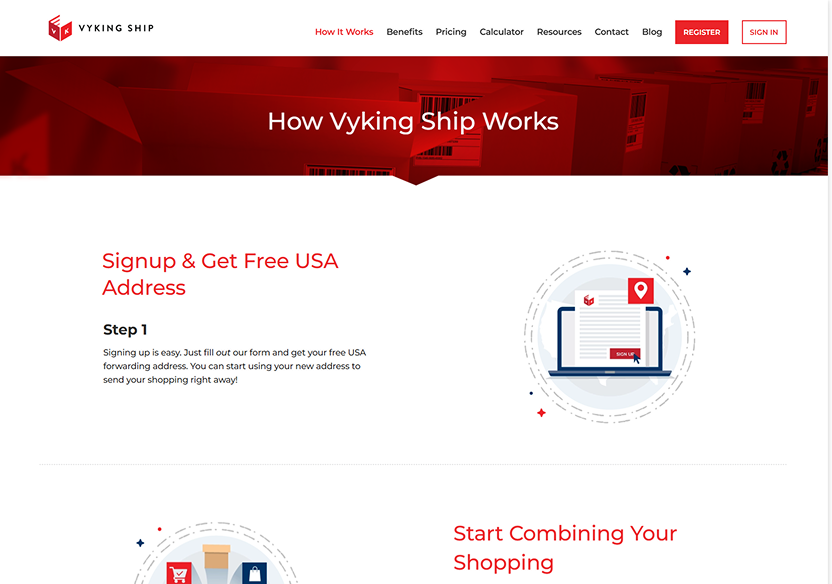 VYKING SHIP
How It Works Benefits Pricing Calculator Resources Contact Blog REGISTER SIGN IN
How Vyking Ship Works
Signup & Get Free USA
Address
Step 1
Signing up is easy. Just fill out our form and get your free USA
forwarding address. You can start using your new address to
send your shopping right away!
SIGN UP
Start Combining Your
Shopping